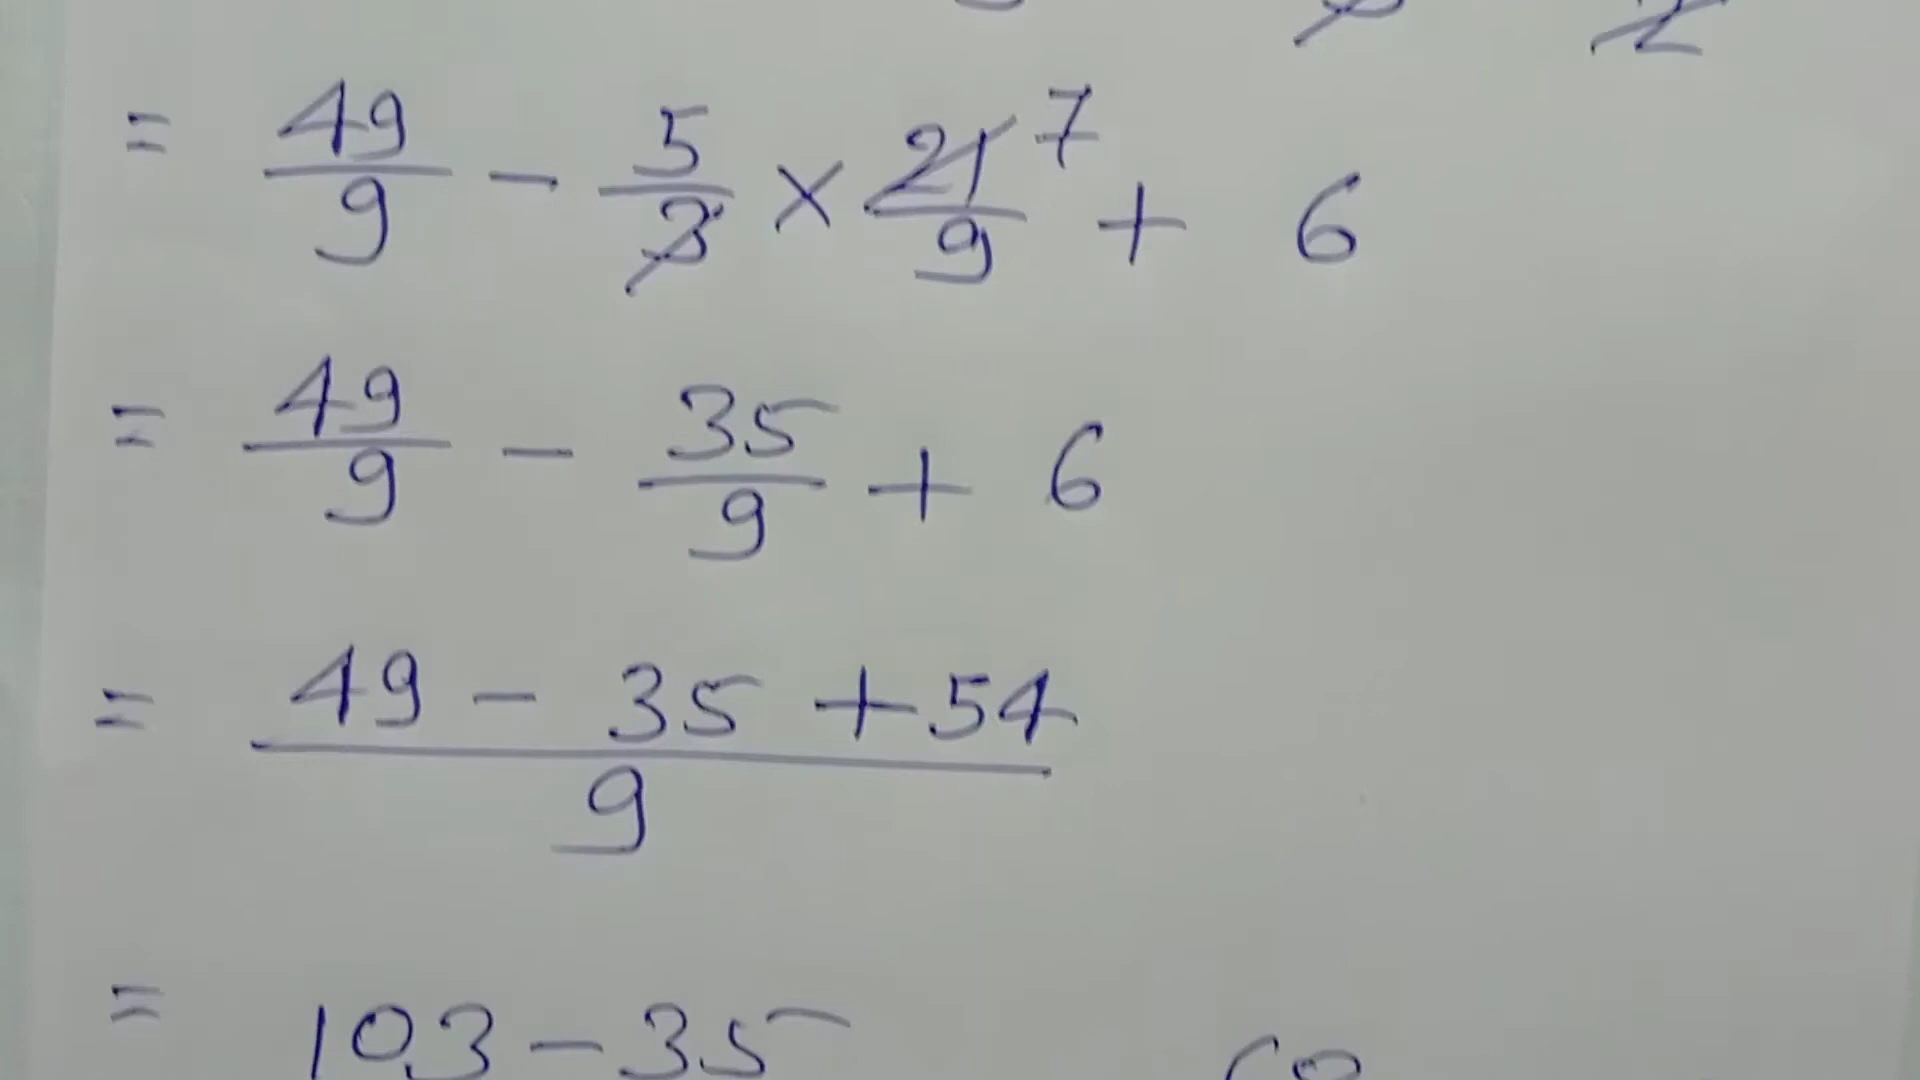 = 49/9 - 5/3 × 21/9 7 + 6
= 49/9 - 35/9 + 6
= 49 - 35 + 54 / 9
= 103 - 35